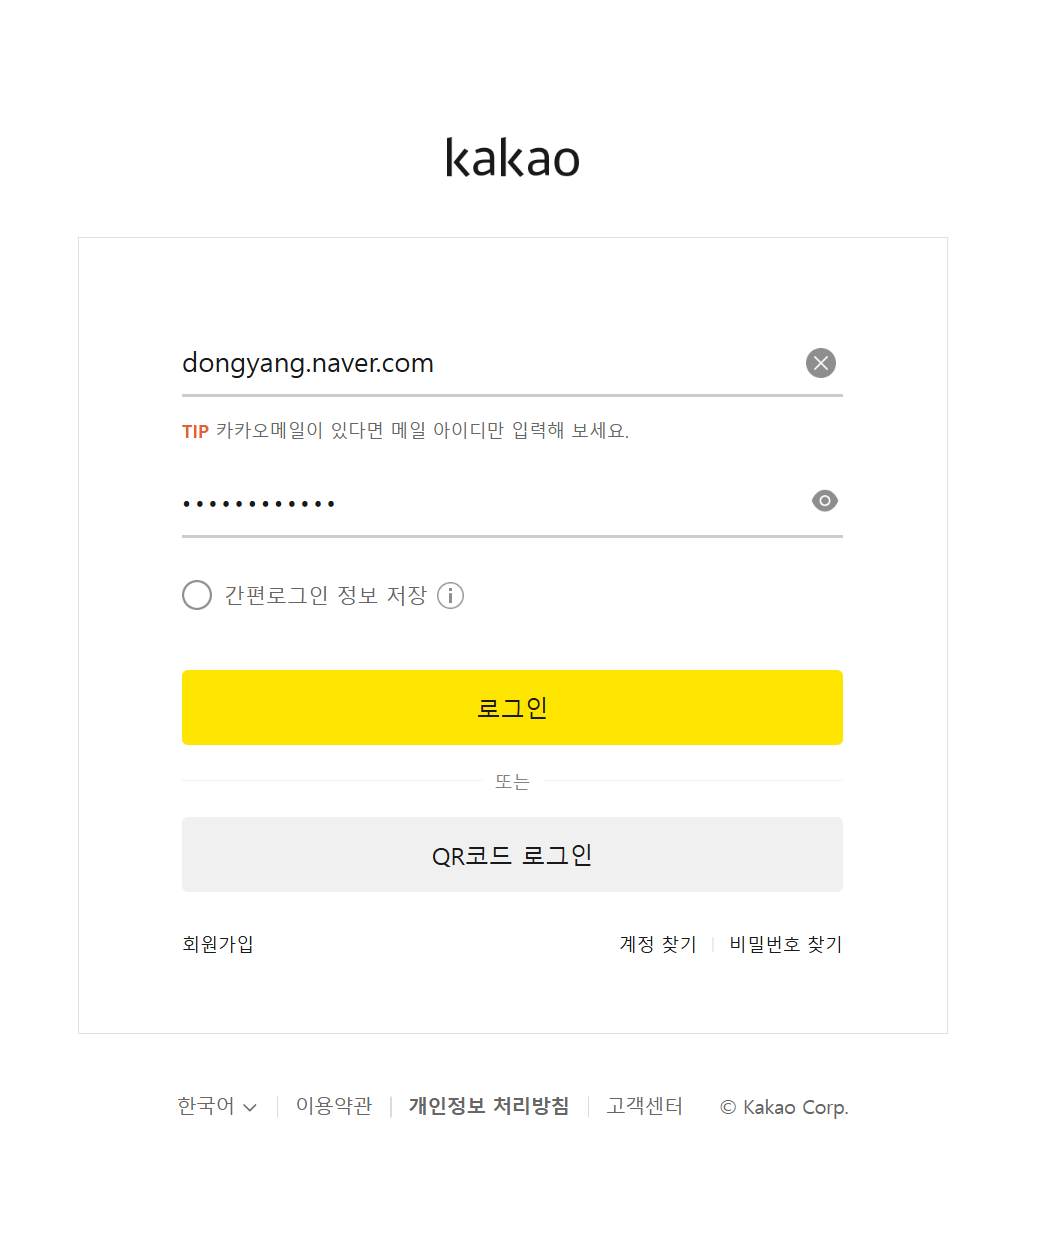 kakao
dongyang.naver.com
TIP 카카오메일이 있다면 메일 아이디만 입력해 보세요.
••••••••••••
간편로그인 정보 저장
로그인
또는
QR코드 로그인
회원가입 계정 찾기 비밀번호 찾기
한국어 이용약관 개인정보 처리방침 고객센터 © Kakao Corp.